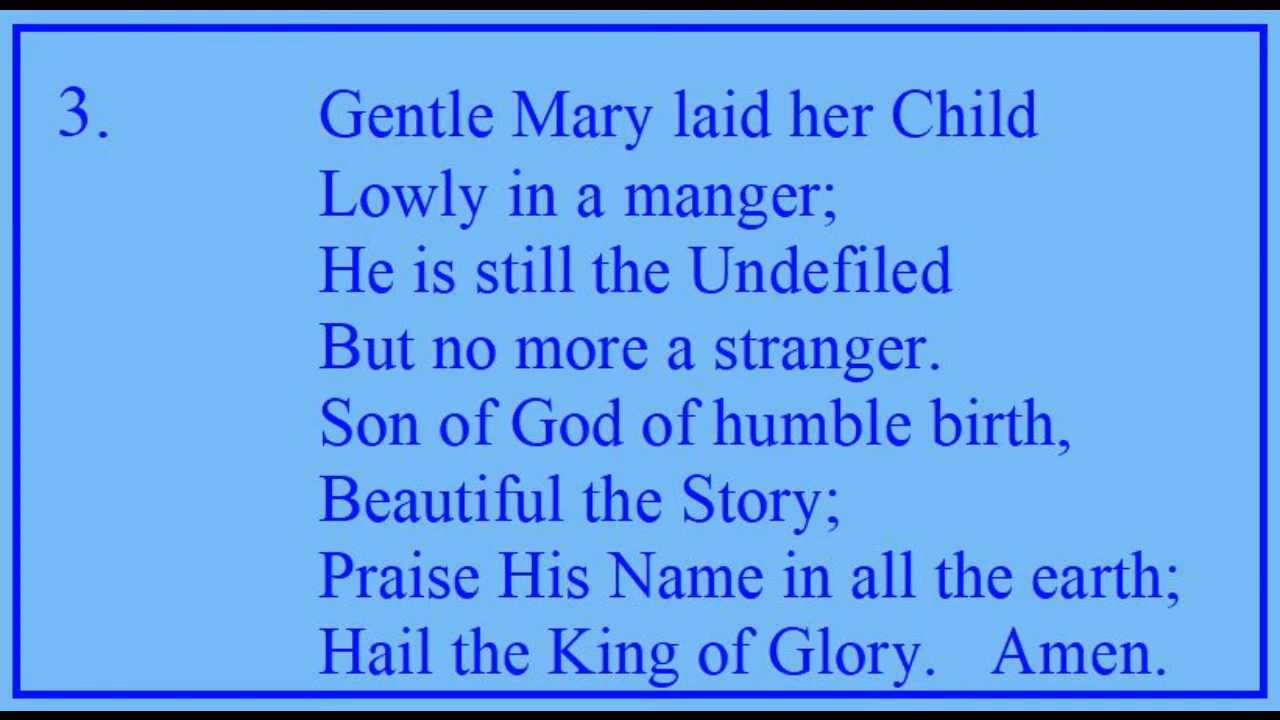 3. Gentle Mary laid her Child
Lowly in a manger;
He is still the Undefiled
But no more a stranger.
Son of God of humble birth,
Beautiful the Story;
Praise His Name in all the earth;
Hail the King of Glory. Amen.